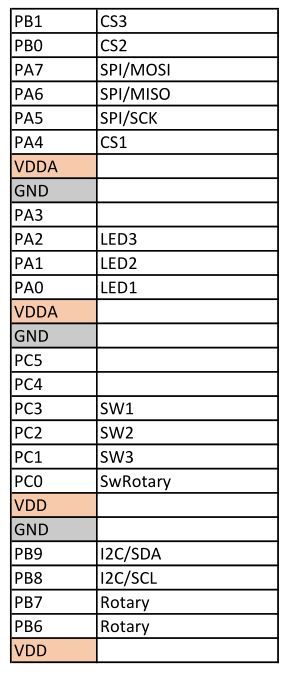 PB1 CS3
PB0 CS2
PA7 SPI/MOSI
PA6 SPI/MISO
PA5 SPI/SCK
PA4 CS1
VDDA
GND
PA3
PA2 LED3
PA1 LED2
PA0 LED1
VDDA
GND
PC5
PC4
PC3 SW1
PC2 SW2
PC1 SW3
PC0 SwRotary
VDD
GND
PB9 I2C/SDA
PB8 I2C/SCL
PB7 Rotary
PB6 Rotary
VDD